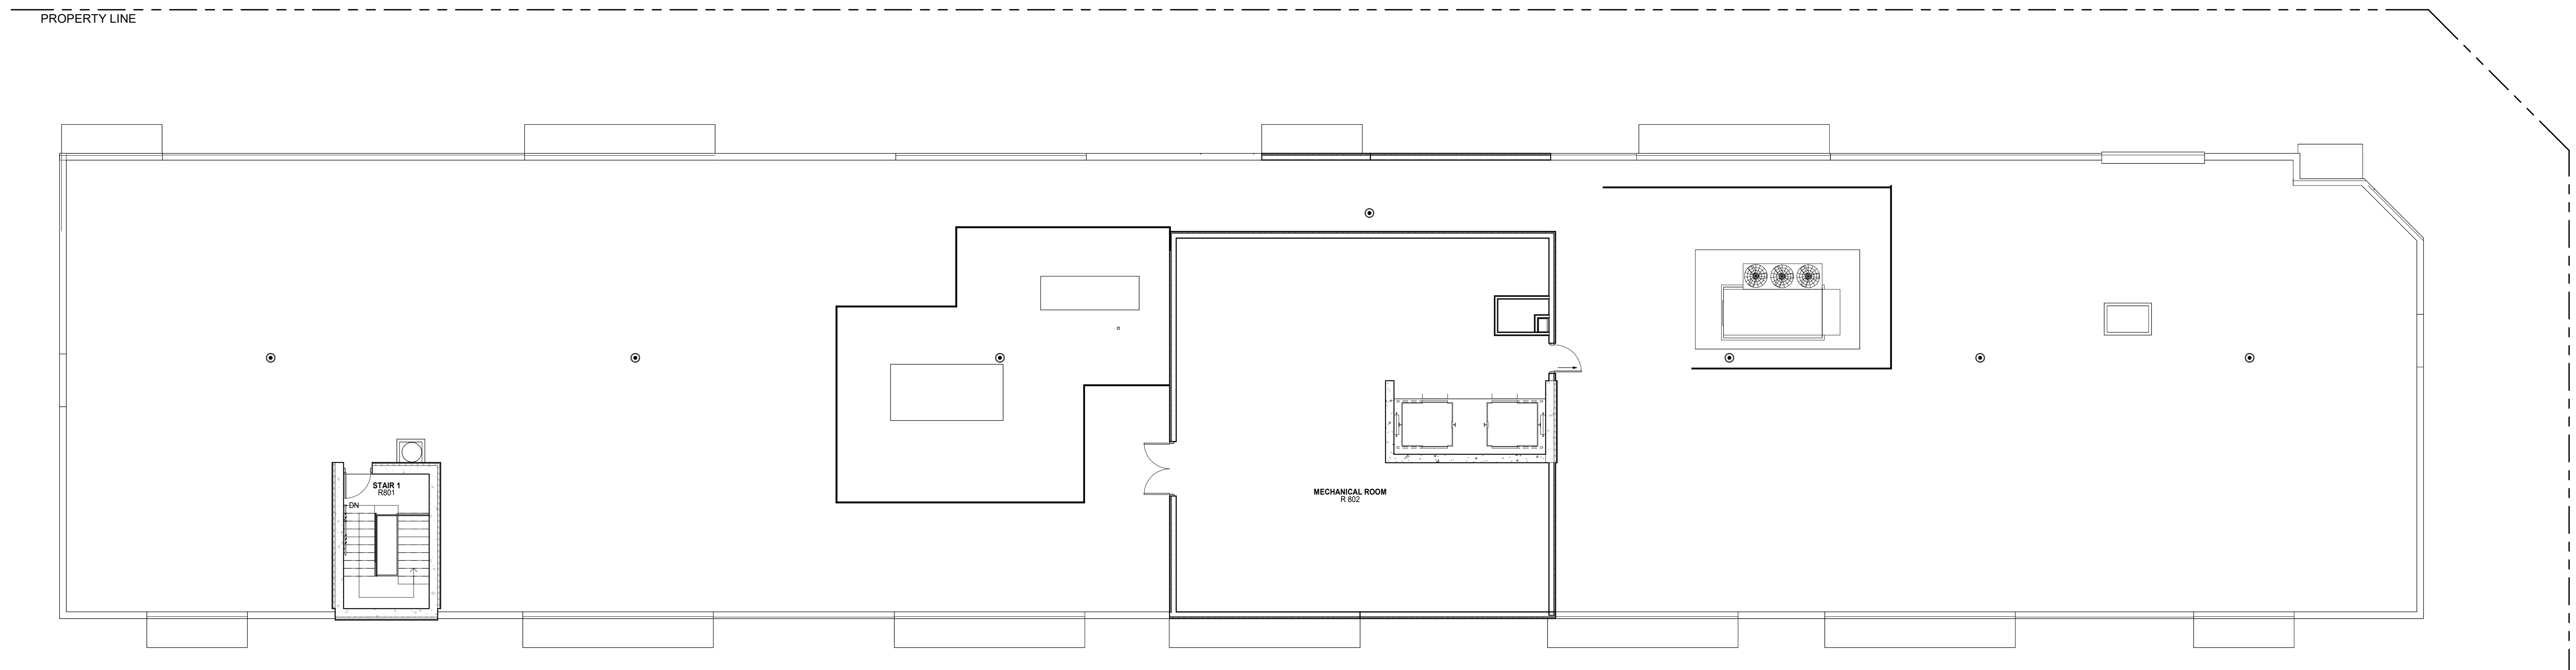 PROPERTY LINE
STAIR 1
R801
DN
MECHANICAL ROOM
R 802